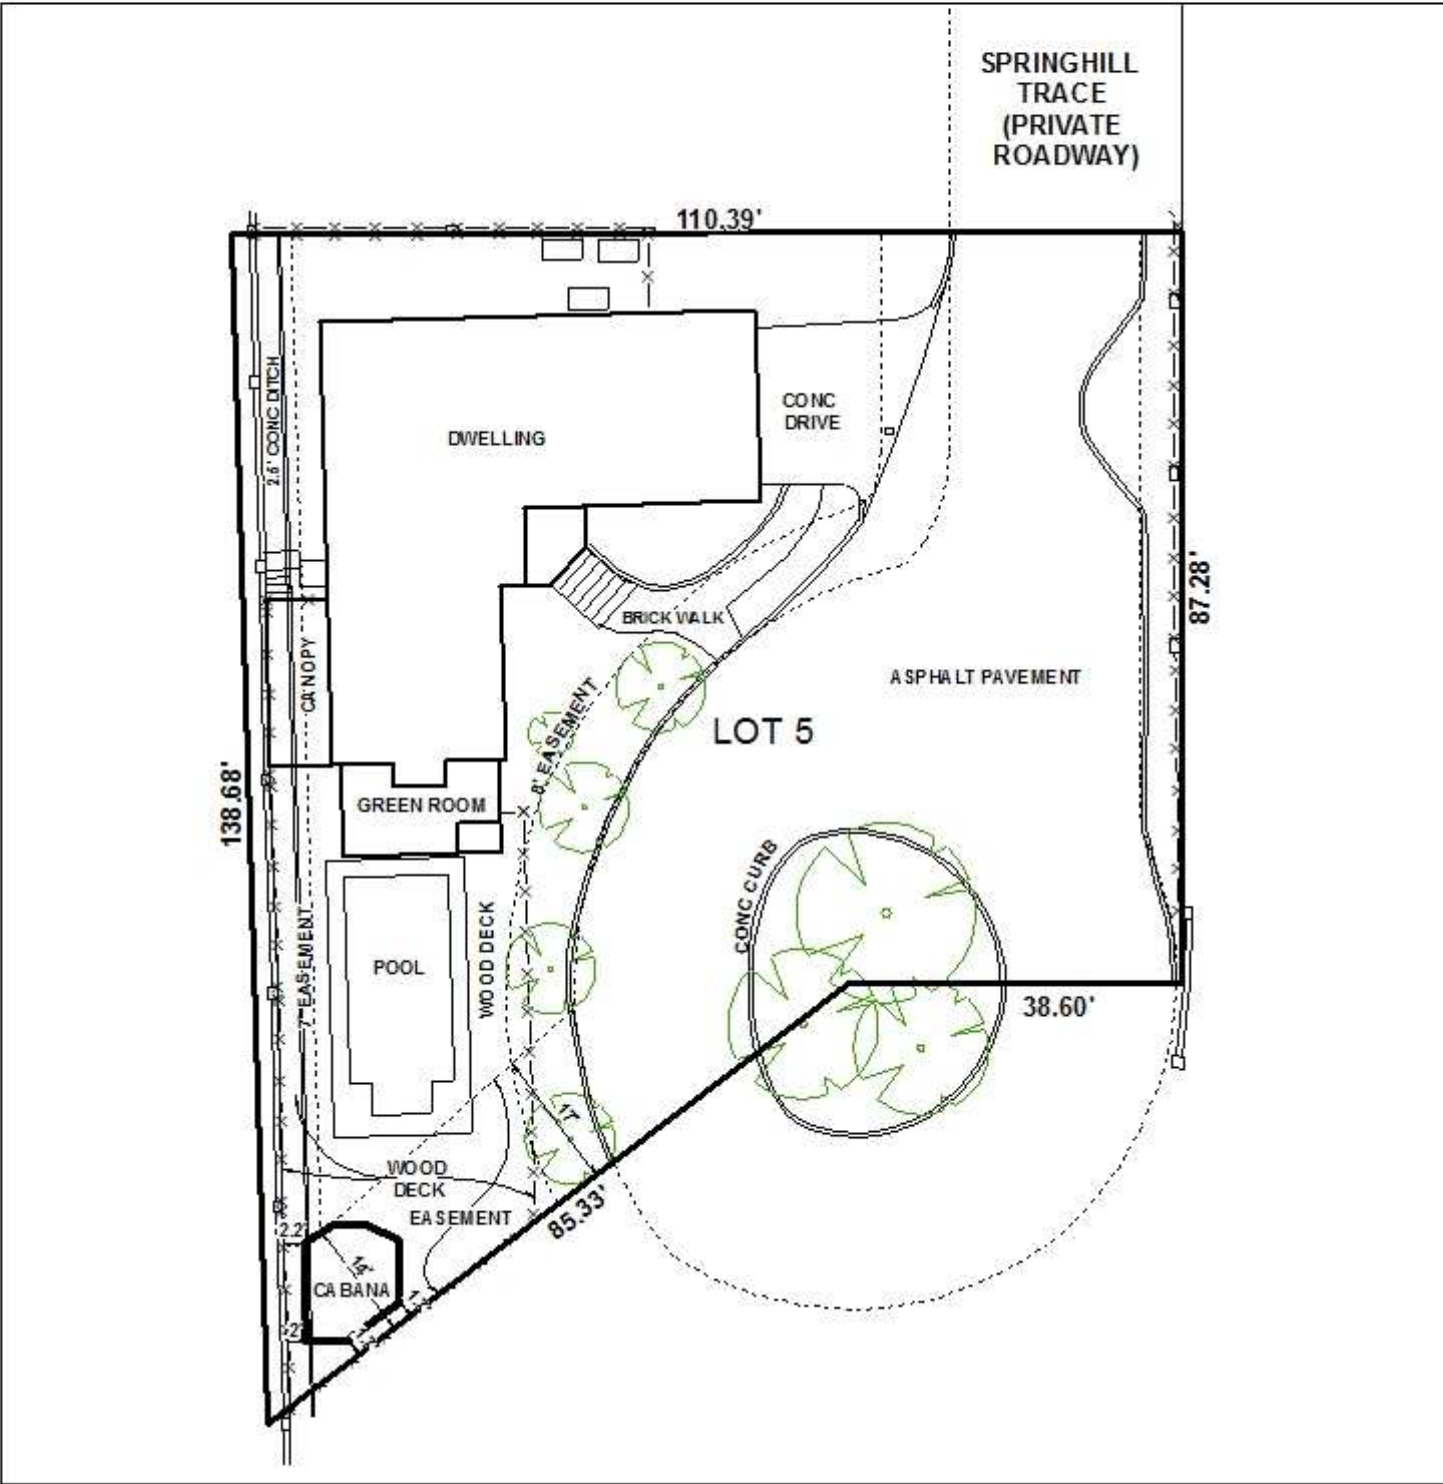 SPRINGHILL
TRACE
(PRIVATE
ROADWAY)
110.39'
2.6' CONC DITCH
CONC
DRIVE
DWELLING
87.28'
BRICK WALK
CANOPY
ASPHALT PAVEMENT
8' EASEMENT
LOT 5
138.68'
GREEN ROOM
CONC CURB
7' EASEMENT
POOL
WOOD DECK
38.60'
17'
WOOD
DECK
EASEMENT
85.33'
2.2'
14'
CABANA
2'